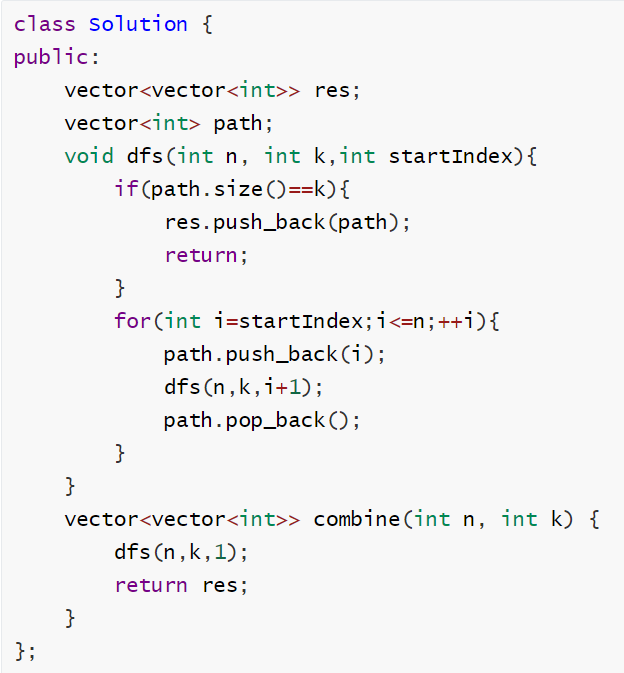 class Solution {
public:
    vector<vector<int>> res;
    vector<int> path;
    void dfs(int n, int k,int startIndex){
        if(path.size()==k){
            res.push_back(path);
            return;
        }
        for(int i=startIndex;i<=n;++i){
            path.push_back(i);
            dfs(n,k,i+1);
            path.pop_back();
        }
    }
    vector<vector<int>> combine(int n, int k) {
        dfs(n,k,1);
        return res;
    }
};